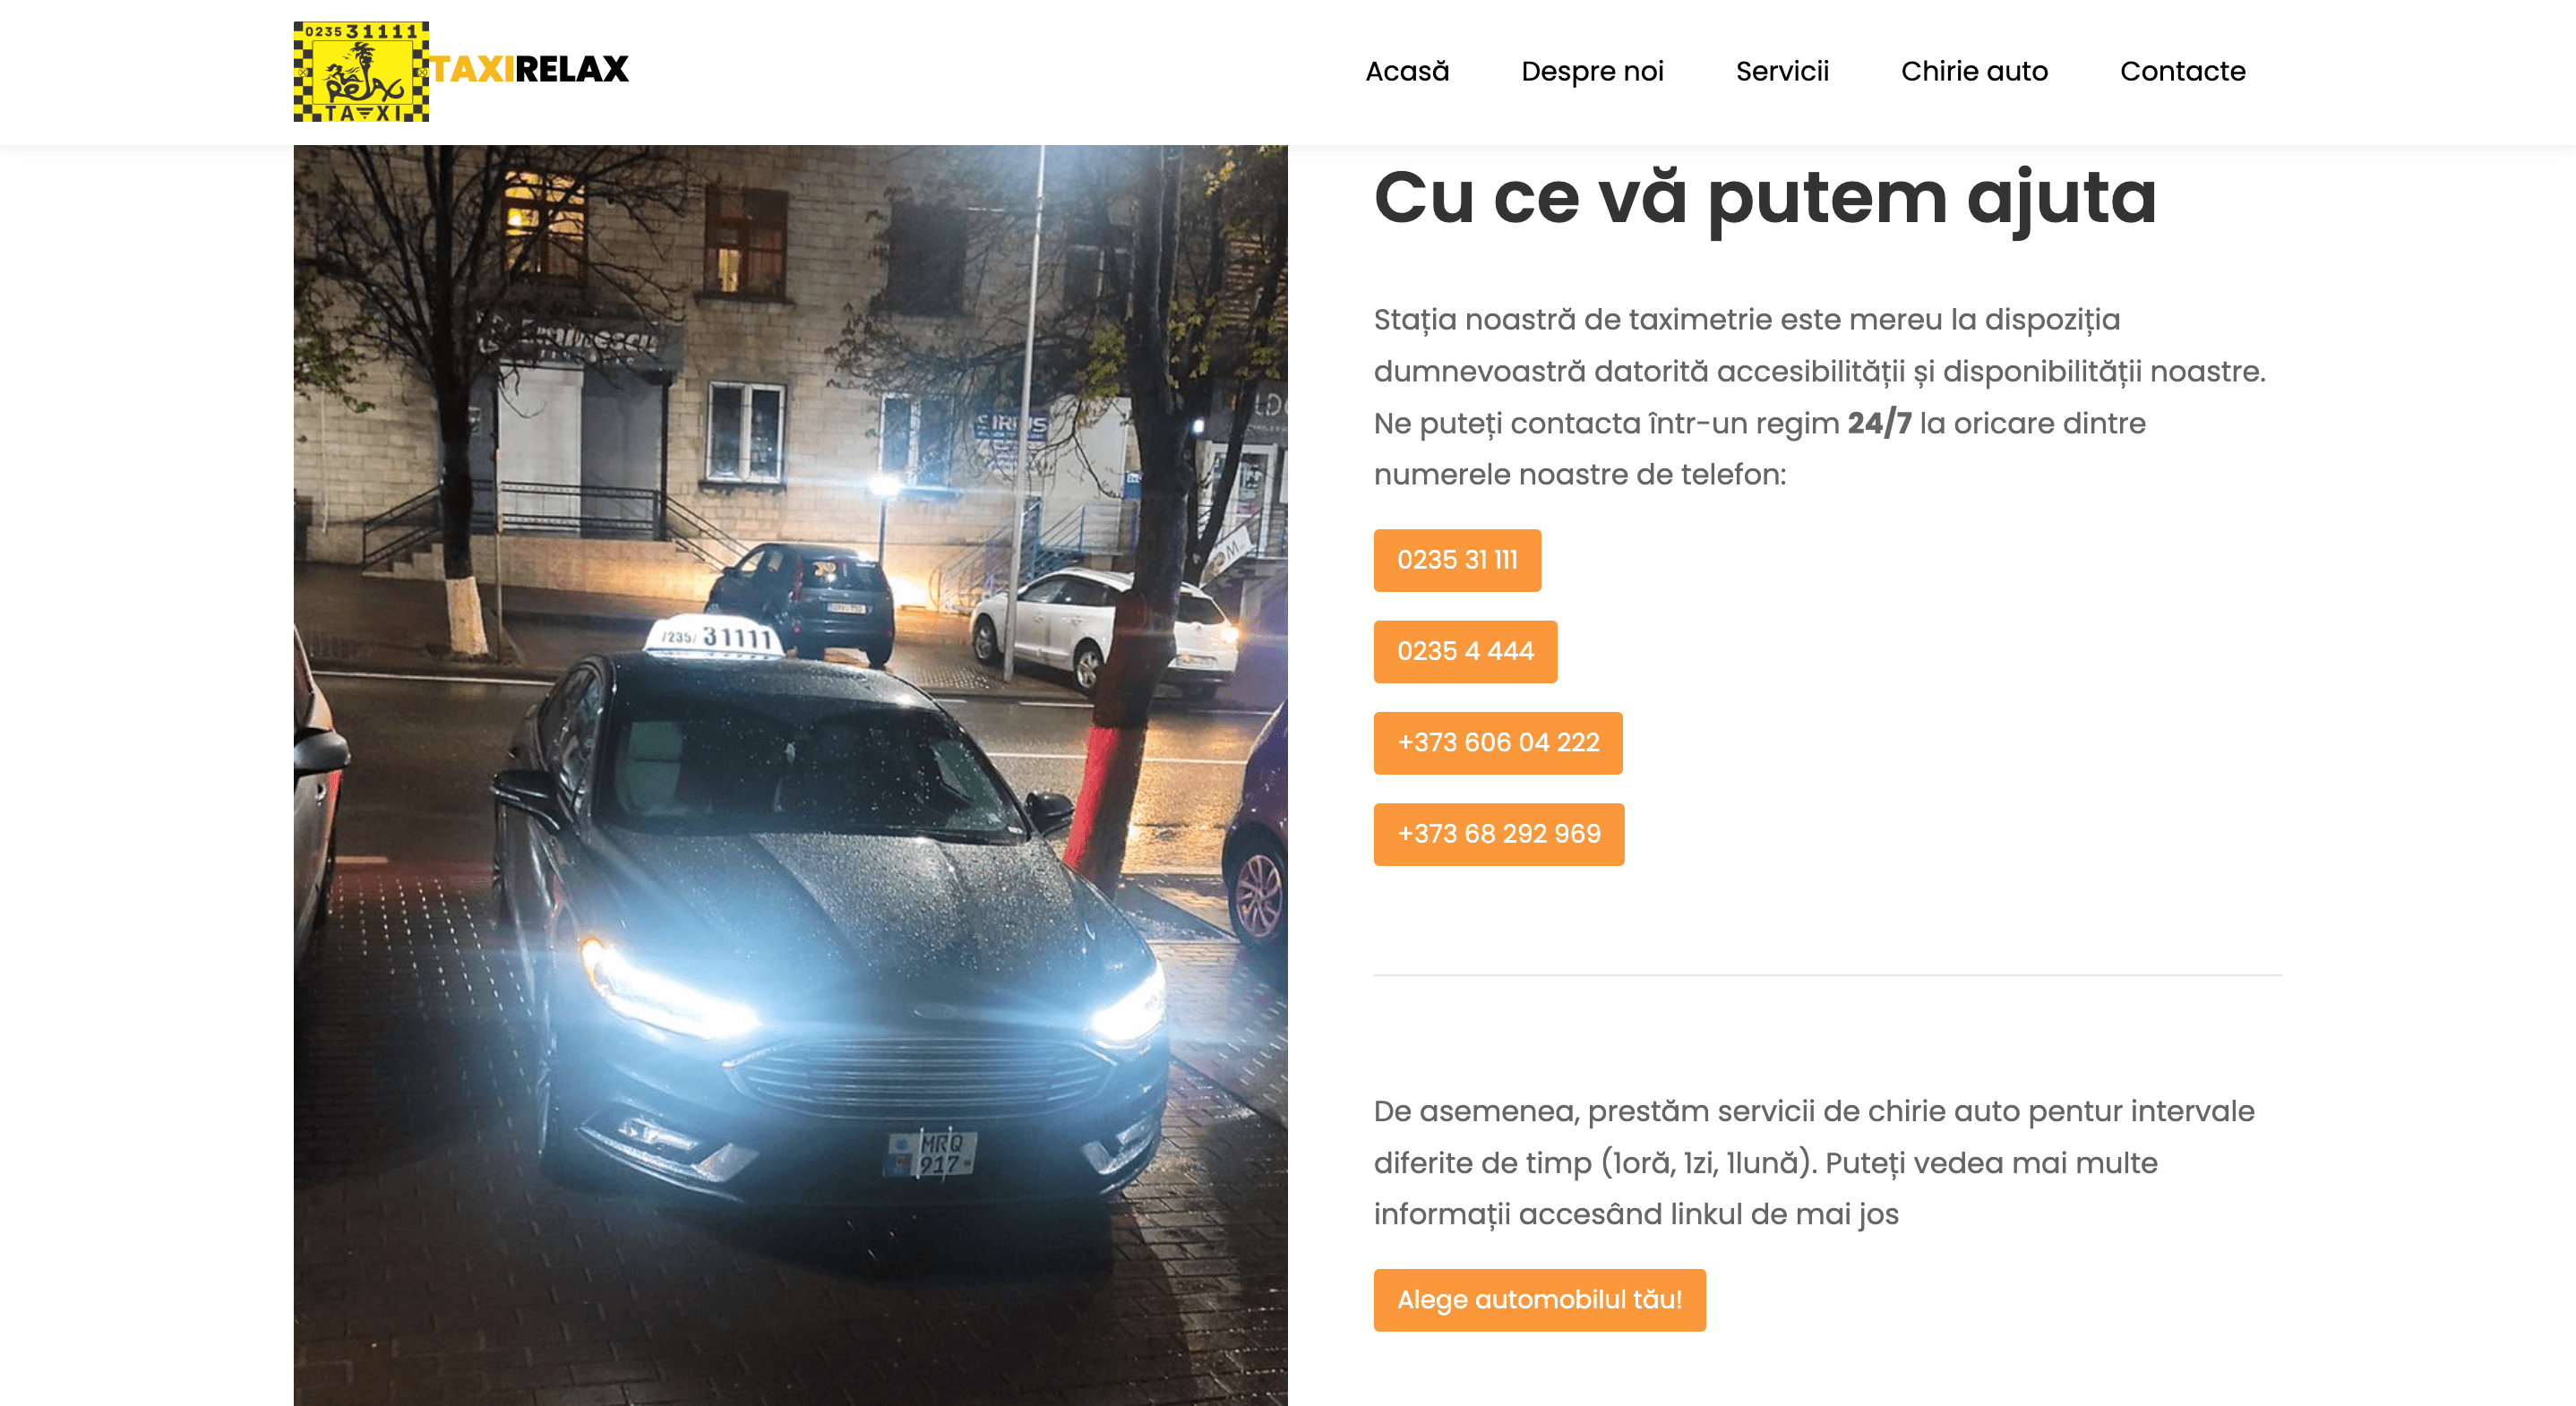 0235 31111
Relax
TAXI
TAXIRELAX
Acasă
Despre noi
Servicii
Chirie auto
Contacte
Cu ce vă putem ajuta
Stația noastră de taximetrie este mereu la dispoziția
dumnevoastră datorită accesibilității și disponibilității noastre.
Ne puteți contacta într-un regim 24/7 la oricare dintre
numerele noastre de telefon:
0235 31 111
0235 4 444
+373 606 04 222
+373 68 292 969
De asemenea, prestăm servicii de chirie auto pentur intervale
diferite de timp (1oră, 1zi, 1lună). Puteți vedea mai multe
informații accesând linkul de mai jos
Alege automobilul tău!
SIRIUS
/235/ 31111
MRQ
917